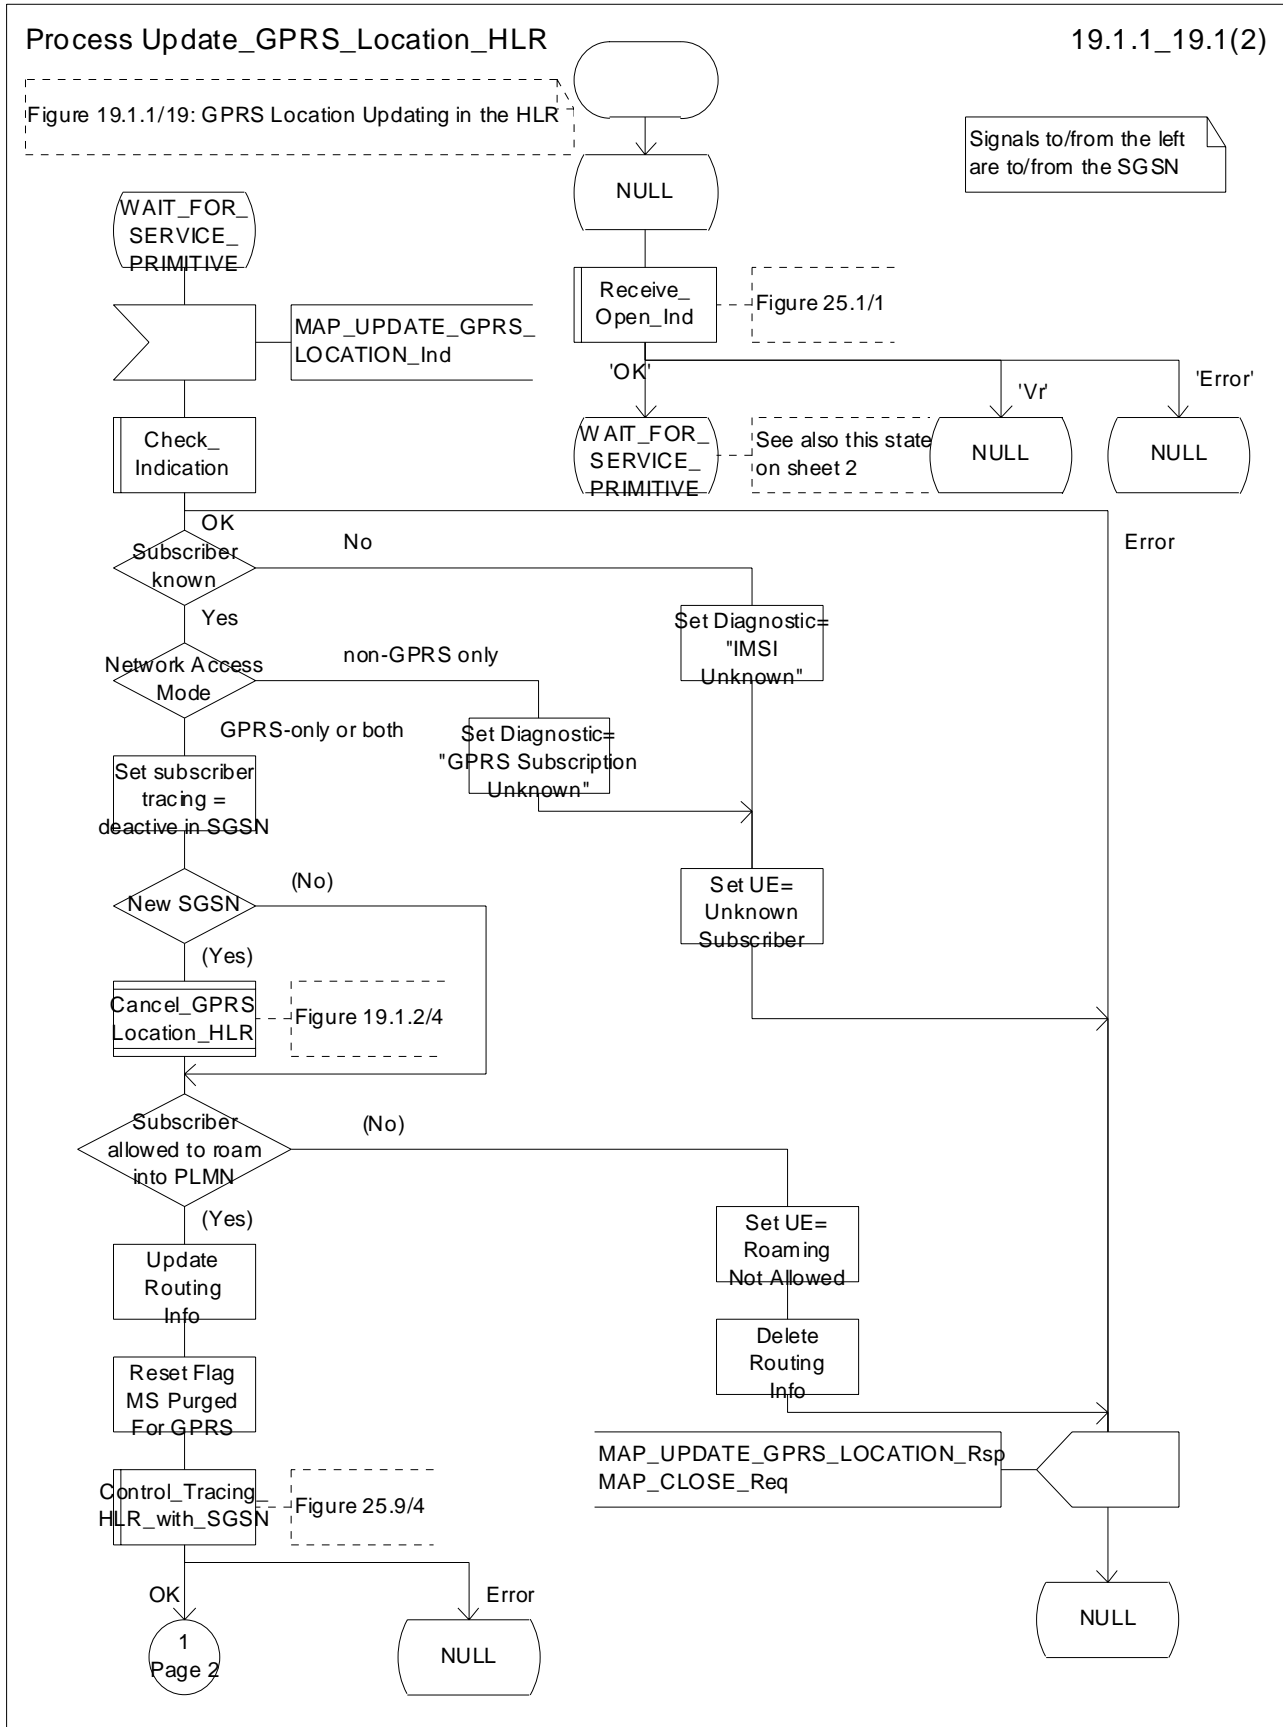 Process Update_GPRS_Location_HLR
19.1.1_19.1(2)
Figure 19.1.1/19: GPRS Location Updating in the HLR
Signals to/from the left
are to/from the SGSN
NULL
WAIT_FOR_
SERVICE_
PRIMITIVE
Receive_
Open_Ind
Figure 25.1/1
MAP_UPDATE_GPRS_
LOCATION_Ind
'OK'
'Vr'
'Error'
Check_
Indication
WAIT_FOR_
SERVICE_
PRIMITIVE
See also this state
on sheet 2
NULL
NULL
OK
Error
Subscriber
known
No
Yes
Set Diagnostic=
"IMSI
Unknown"
Network Access
Mode
non-GPRS only
GPRS-only or both
Set Diagnostic=
"GPRS Subscription
Unknown"
Set subscriber
tracing =
deactive in SGSN
New SGSN
(No)
(Yes)
Set UE=
Unknown
Subscriber
Cancel_GPRS
Location_HLR
Figure 19.1.2/4
Subscriber
allowed to roam
into PLMN
(No)
(Yes)
Set UE=
Roaming
Not Allowed
Update
Routing
Info
Delete
Routing
Info
Reset Flag
MS Purged
For GPRS
MAP_UPDATE_GPRS_LOCATION_Rsp
MAP_CLOSE_Req
Control_Tracing_
HLR_with_SGSN
Figure 25.9/4
OK
Error
1
Page 2
NULL
NULL